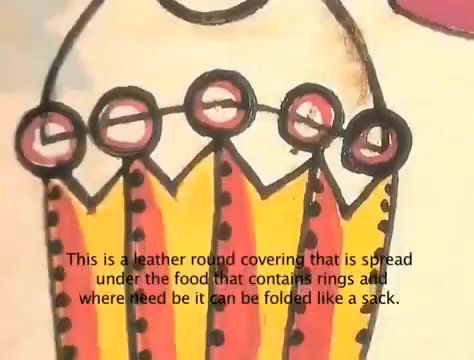 This is a leather round covering that is spread
under the food that contains rings and
where need be it can be folded like a sack.